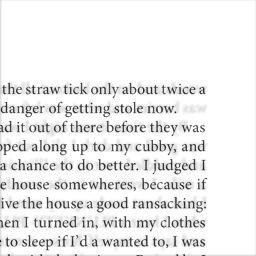 the straw tick only about twice a
danger of getting stole now.
ad it out of there before they was
oped along up to my cubby, and
a chance to do better. I judged I
e house somewheres, because if
ive the house a good ransacking:
hen I turned in, with my clothes
e to sleep if I'd a wanted to, I was